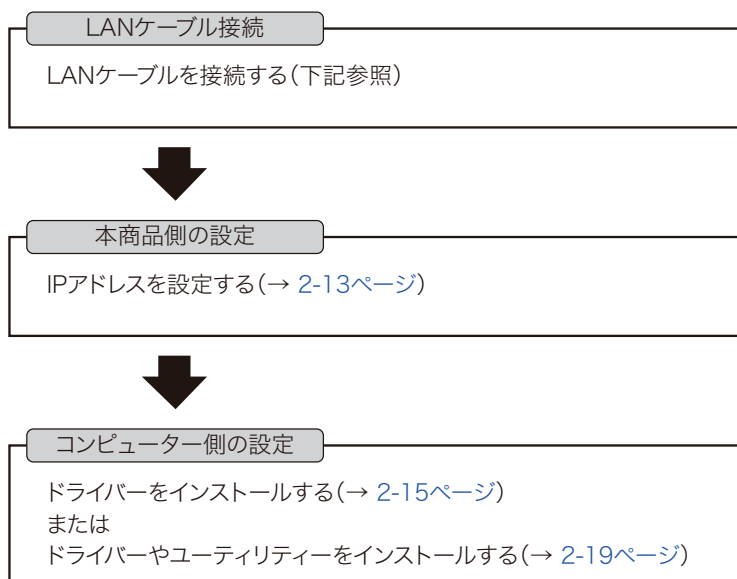 LANケーブル接続
LANケーブルを接続する(下記参照)
本商品側の設定
IPアドレスを設定する(→ 2-13ページ)
コンピューター側の設定
ドライバーをインストールする(→ 2-15ページ)
または
ドライバーやユーティリティーをインストールする(→ 2-19ページ)